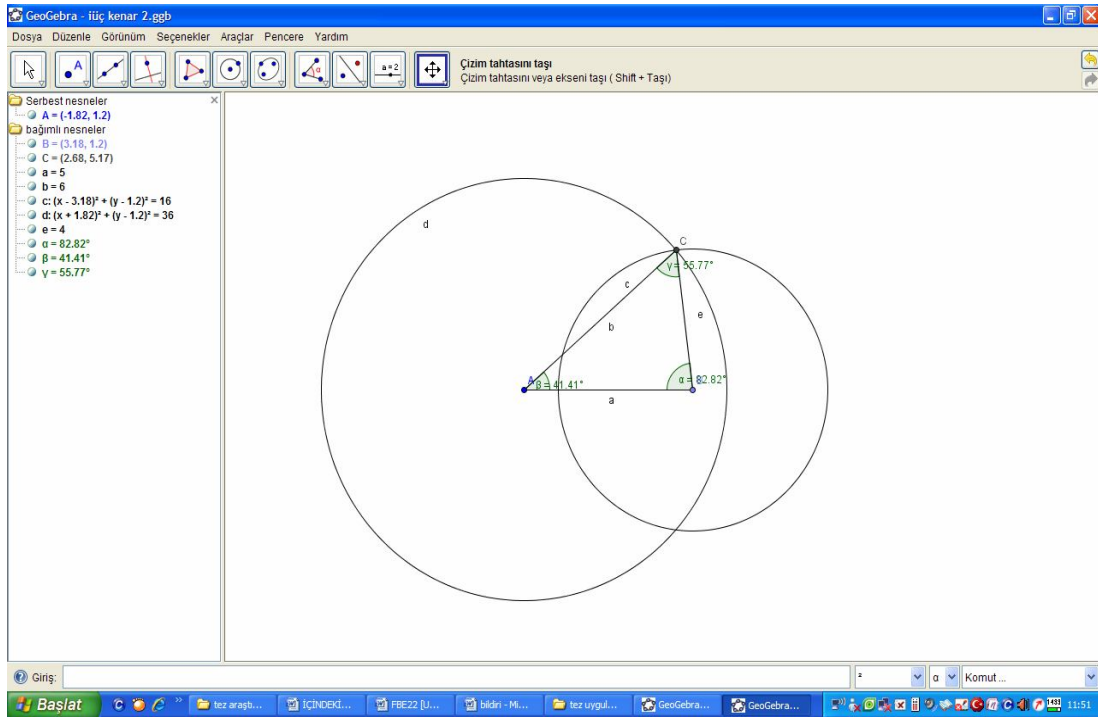 GeoGebra - iüç kenar 2.ggb
Dosya Düzenle Görünüm Seçenekler Araçlar Pencere Yardım
A
α
a=2
Çizim tahtasını taşı
Çizim tahtasını veya ekseni taşı ( Shift + Taşı)
Serbest nesneler
A = (-1.82, 1.2)
bağımlı nesneler
B = (3.18, 1.2)
C = (2.68, 5.17)
a = 5
b = 6
c: (x - 3.18)² + (y - 1.2)² = 16
d: (x + 1.82)² + (y - 1.2)² = 36
e = 4
α = 82.82°
β = 41.41°
γ = 55.77°
d
C
γ = 55.77°
c
e
b
A
β = 41.41°
α = 82.82°
a
Giriş:
²
α
Komut ...
Başlat
tez araştı...
İÇİNDEKİ...
FBE22 [U...
bildiri - Mi...
tez uygul...
GeoGebra...
GeoGebra...
11:51